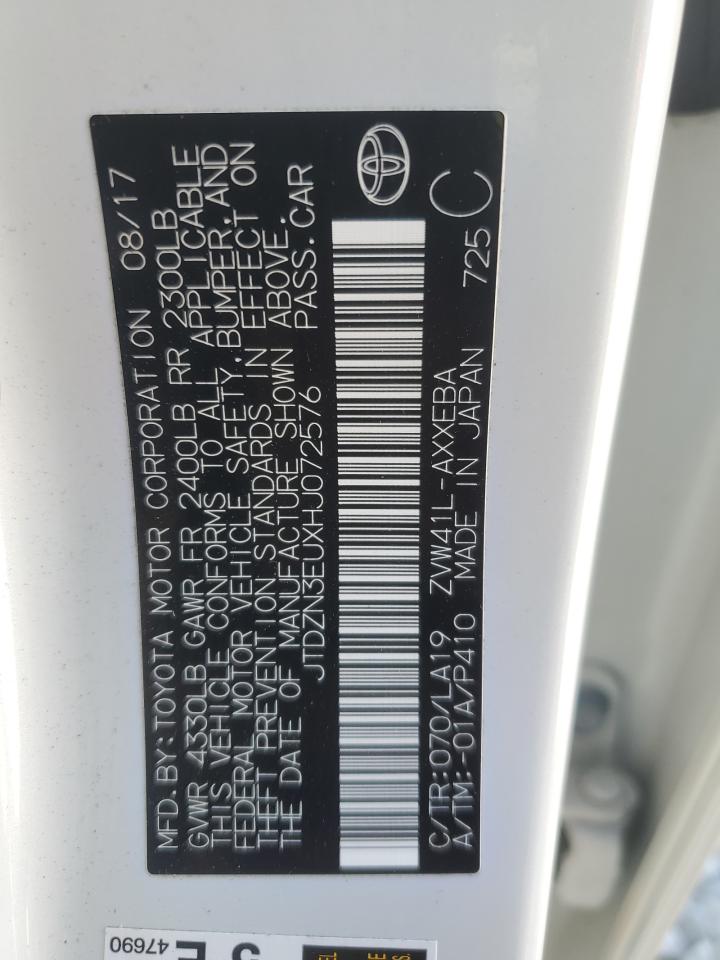 MFD.BY:TOYOTA MOTOR CORPORATION 08/17
GVWR 4330LB GAWR FR 2400LB RR 2300LB
THIS VEHICLE CONFORMS TO ALL APPLICABLE
FEDERAL MOTOR VEHICLE SAFETY,BUMPER,AND
THEFT PREVENTION STANDARDS IN EFFECT ON
THE DATE OF MANUFACTURE SHOWN ABOVE.
JTDZN3EUXHJ072576 PASS.CAR
C/TR:070/LA19 ZVW41L-AXXEBA 725
A/TM:-01A/P410 MADE IN JAPAN
C
47690